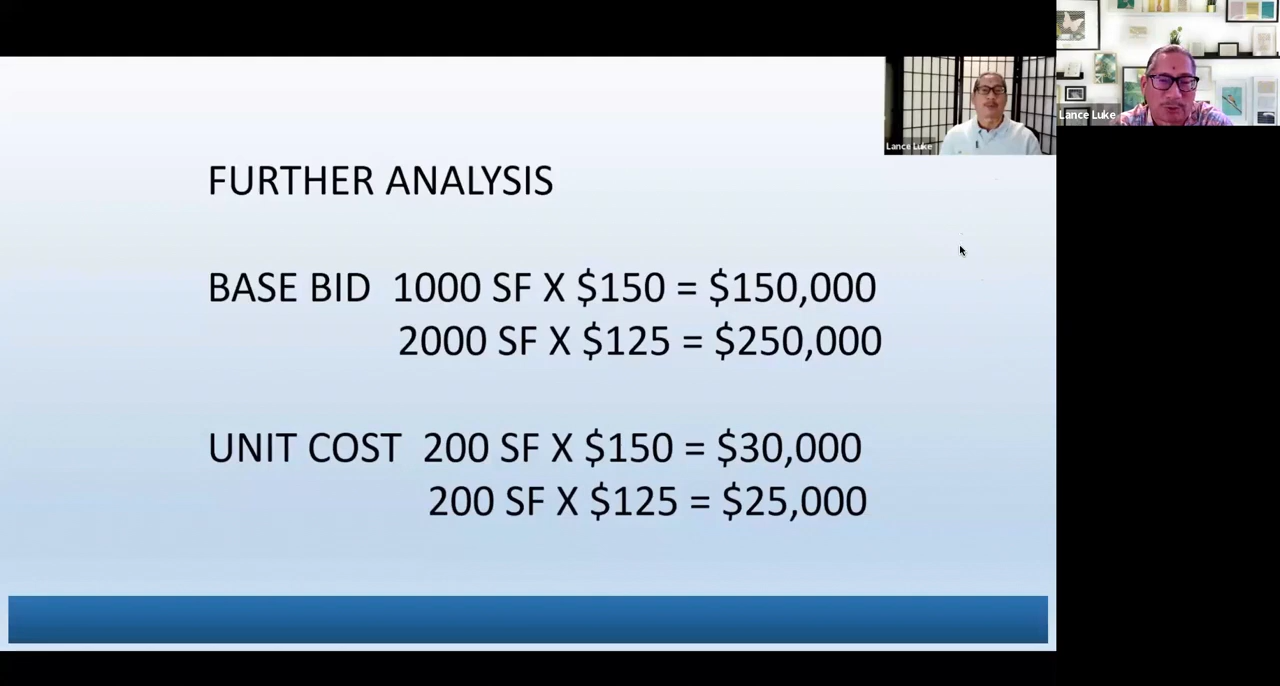 Lance Luke
Lance Luke
FURTHER ANALYSIS
BASE BID 1000 SF X $150 = $150,000
2000 SF X $125 = $250,000
UNIT COST 200 SF X $150 = $30,000
200 SF X $125 = $25,000